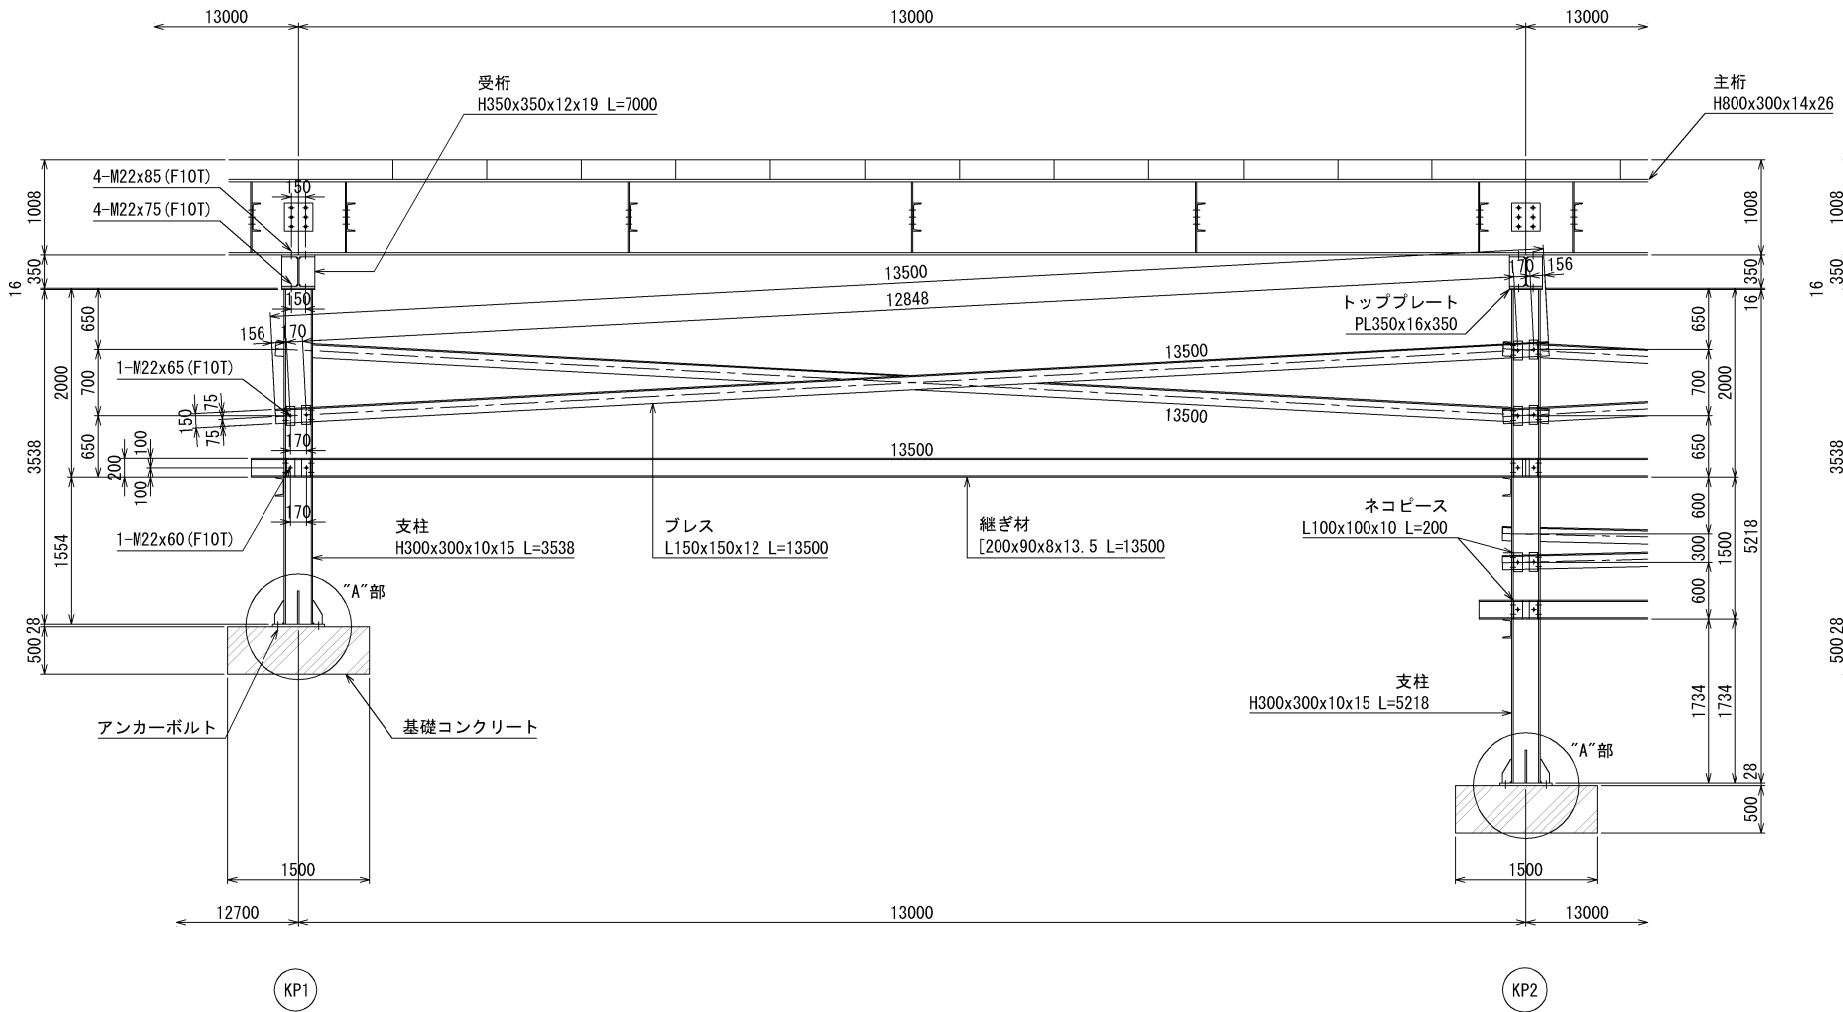 13000
13000
13000
受桁
H350x350x12x19 L=7000
主桁
H800x300x14x26
4-M22x85(F10T)
150
4-M22x75(F10T)
1008
1008
1008
350
16
13500
170
156
350
16
350
16
150
12848
トッププレート
PL350x16x350
650
156
170
13500
650
1-M22x65(F10T)
2000
700
700
2000
150
75
75
13500
3538
650
100
200
100
170
13500
650
3538
ネコピース
L100x100x10 L=200
600
170
支柱
H300x300x10x15 L=3538
ブレス
L150x150x12 L=13500
継ぎ材
[200x90x8x13.5 L=13500
1-M22x60(F10T)
1554
300
1500
5218
600
"A"部
28
500
28
500
支柱
H300x300x10x15 L=5218
1734
1734
アンカーボルト
基礎コンクリート
"A"部
28
500
1500
1500
12700
13000
13000
KP1
KP2